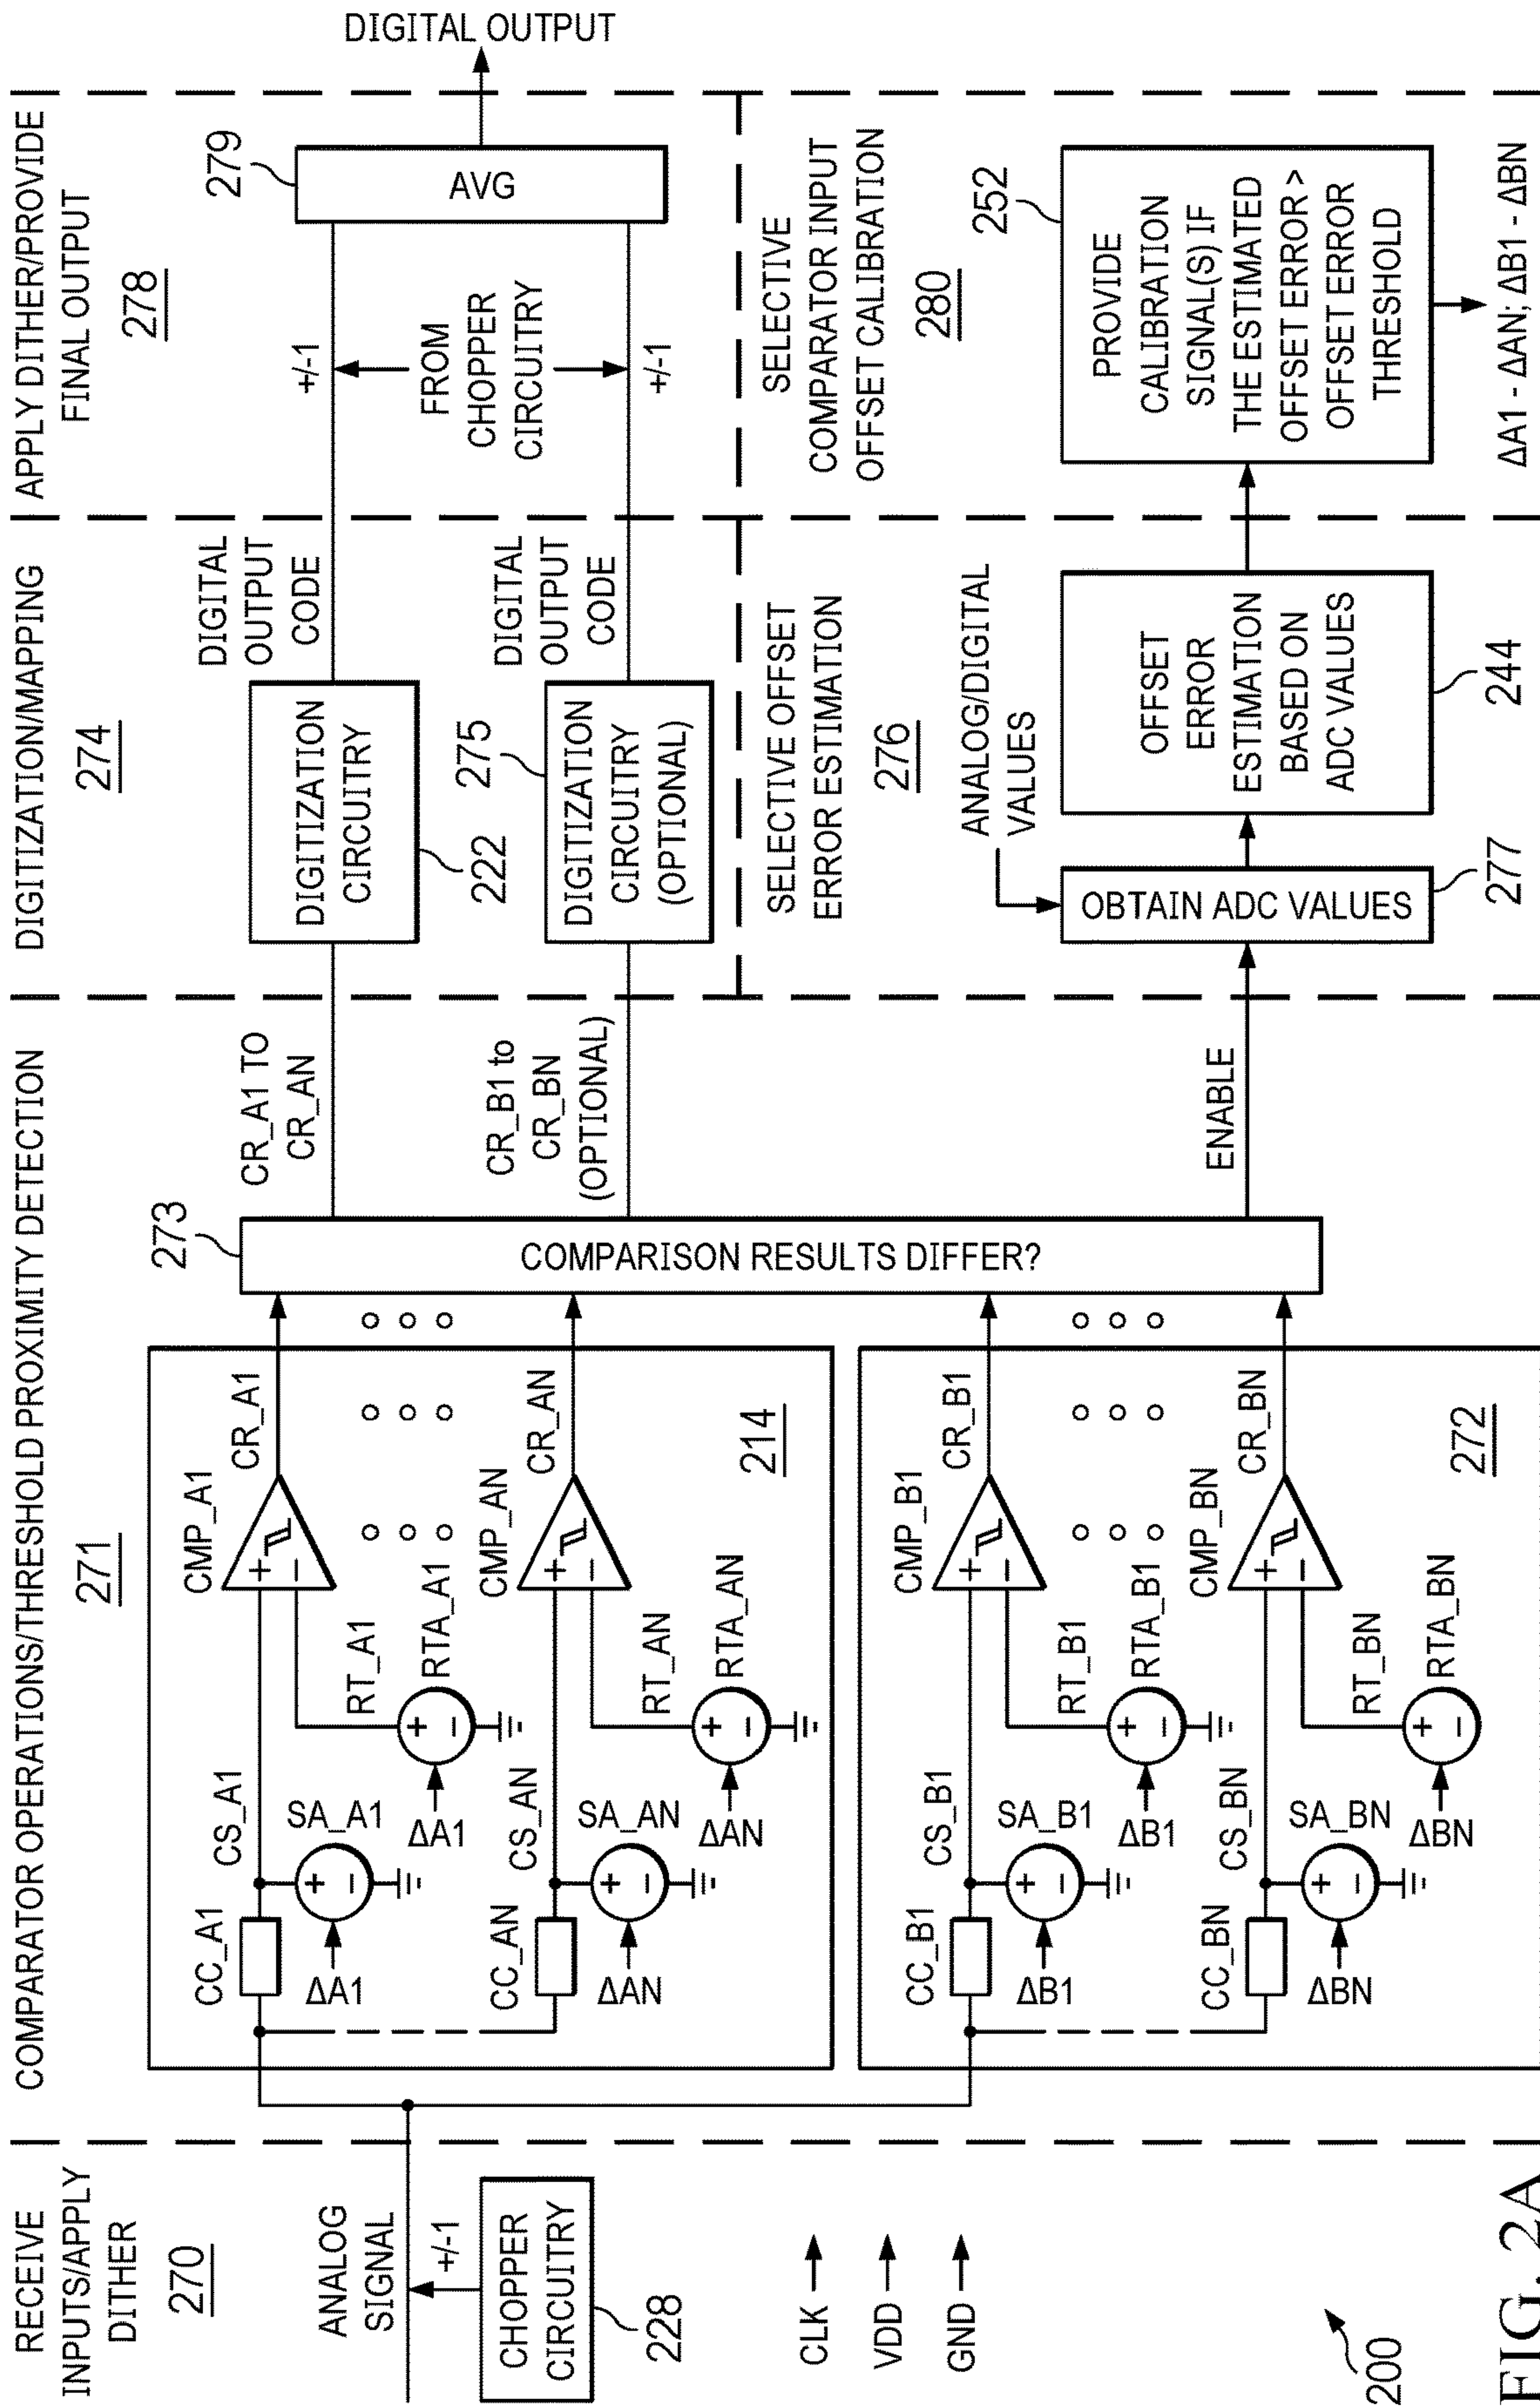 RECEIVE
INPUTS/APPLY
DITHER
270
ANALOG
SIGNAL
+/-1
CHOPPER
CIRCUITRY
228
CLK
VDD
GND
200
COMPARATOR OPERATIONS/THRESHOLD PROXIMITY DETECTION
271
CC_A1
CS_A1
SA_A1
+
−
ΔA1
RT_A1
RTA_A1
+
−
ΔA1
CMP_A1
+
−
CR_A1
CC_AN
CS_AN
SA_AN
+
−
ΔAN
RT_AN
RTA_AN
+
−
ΔAN
CMP_AN
+
−
CR_AN
214
CC_B1
CS_B1
SA_B1
+
−
ΔB1
RT_B1
RTA_B1
+
−
ΔB1
CMP_B1
+
−
CR_B1
CC_BN
CS_BN
SA_BN
+
−
ΔBN
RT_BN
RTA_BN
+
−
ΔBN
CMP_BN
+
−
CR_BN
272
273
COMPARISON RESULTS DIFFER?
CR_A1 TO
CR_AN
CR_B1 to
CR_BN
(OPTIONAL)
ENABLE
DIGITIZATION/MAPPING
274
DIGITIZATION
CIRCUITRY
222
DIGITAL
OUTPUT
CODE
275
DIGITIZATION
CIRCUITRY
(OPTIONAL)
DIGITAL
OUTPUT
CODE
SELECTIVE OFFSET
ERROR ESTIMATION
276
ANALOG/DIGITAL
VALUES
OBTAIN ADC VALUES
277
OFFSET
ERROR
ESTIMATION
BASED ON
ADC VALUES
244
APPLY DITHER/PROVIDE
FINAL OUTPUT
278
+/-1
FROM
CHOPPER
CIRCUITRY
+/-1
279
AVG
DIGITAL OUTPUT
SELECTIVE
COMPARATOR INPUT
OFFSET CALIBRATION
280
252
PROVIDE
CALIBRATION
SIGNAL(S) IF
THE ESTIMATED
OFFSET ERROR >
OFFSET ERROR
THRESHOLD
ΔA1 - ΔAN; ΔB1 - ΔBN
FIG. 2A